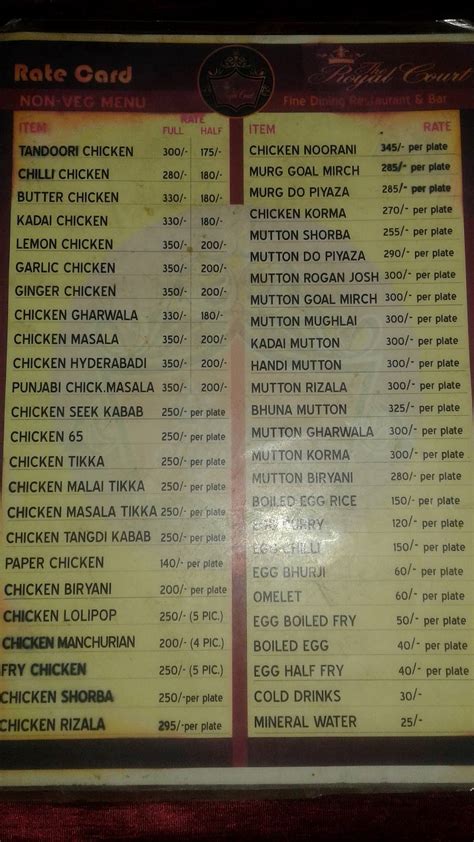 Rate Card
NON-VEG MENU
The
Royal Court
Fine Dining Restaurant & Bar
ITEM RATE
FULL HALF
TANDOORI CHICKEN 300/- 175/-
CHILLI CHICKEN 280/- 180/-
BUTTER CHICKEN 330/- 180/-
KADAI CHICKEN 330/- 180/-
LEMON CHICKEN 350/- 200/-
GARLIC CHICKEN 350/- 200/-
GINGER CHICKEN 350/- 200/-
CHICKEN GHARWALA 330/- 180/-
CHICKEN MASALA 350/- 200/-
CHICKEN HYDERABADI 350/- 200/-
PUNJABI CHICK.MASALA 350/- 200/-
CHICKEN SEEK KABAB 250/- per plate
CHICKEN 65 250/- per plate
CHICKEN TIKKA 250/- per plate
CHICKEN MALAI TIKKA 250/- per plate
CHICKEN MASALA TIKKA 250/- per plate
CHICKEN TANGDI KABAB 250/- per plate
PAPER CHICKEN 140/- per plate
CHICKEN BIRYANI 200/- per plate
CHICKEN LOLIPOP 250/- (5 PIC.)
CHICKEN MANCHURIAN 200/- (4 PIC.)
FRY CHICKEN 250/- (5 PIC.)
CHICKEN SHORBA 250/-per plate
CHICKEN RIZALA 295/-per plate
ITEM RATE
CHICKEN NOORANI 345/- per plate
MURG GOAL MIRCH 285/- per plate
MURG DO PIYAZA 285/- per plate
CHICKEN KORMA 270/- per plate
MUTTON SHORBA 255/- per plate
MUTTON DO PIYAZA 290/- per plate
MUTTON ROGAN JOSH 300/- per plate
MUTTON GOAL MIRCH 300/- per plate
MUTTON MUGHLAI 300/- per plate
KADAI MUTTON 300/- per plate
HANDI MUTTON 300/- per plate
MUTTON RIZALA 300/- per plate
BHUNA MUTTON 325/- per plate
MUTTON GHARWALA 300/- per plate
MUTTON KORMA 300/- per plate
MUTTON BIRYANI 280/- per plate
BOILED EGG RICE 150/- per plate
EGG CURRY 120/- per plate
EGG CHILLI 150/- per plate
EGG BHURJI 60/- per plate
OMELET 60/- per plate
EGG BOILED FRY 50/- per plate
BOILED EGG 40/- per plate
EGG HALF FRY 40/- per plate
COLD DRINKS 30/-
MINERAL WATER 25/-